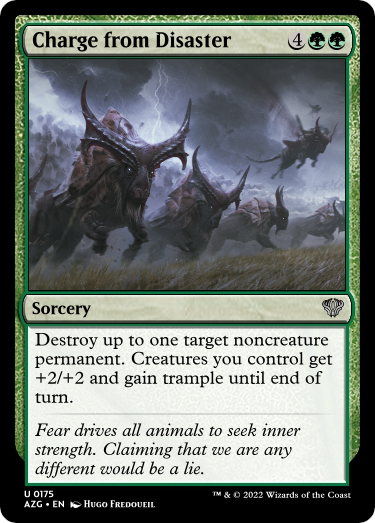 Charge from Disaster 4
Sorcery
Destroy up to one target noncreature
permanent. Creatures you control get
+2/+2 and gain trample until end of
turn.
Fear drives all animals to seek inner
strength. Claiming that we are any
different would be a lie.
U 0175
AZG • EN Hugo Fredoueil
™ & © 2022 Wizards of the Coast